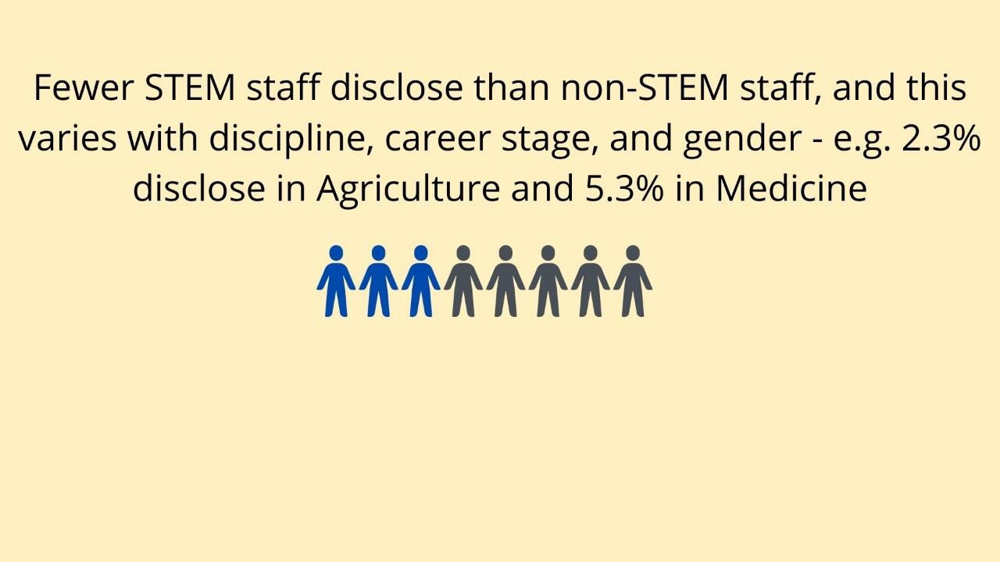 Fewer STEM staff disclose than non-STEM staff, and this
varies with discipline, career stage, and gender - e.g. 2.3%
disclose in Agriculture and 5.3% in Medicine